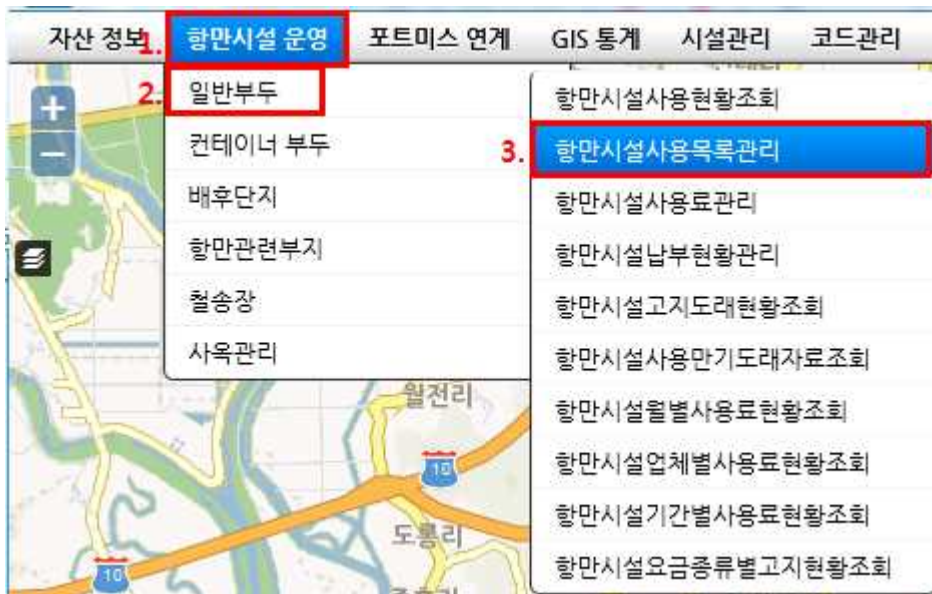 자산 정보 1. 항만시설 운영 포트미스 연계 GIS 통계 시설관리 코드관리
2. 일반부두
컨테이너 부두
배후단지
항만관련부지
철송장
사옥관리
항만시설사용현황조회
3. 항만시설사용목록관리
항만시설사용료관리
항만시설납부현황관리
항만시설고지도래현황조회
항만시설사용만기도래자료조회
항만시설월별사용료현황조회
항만시설업체별사용료현황조회
항만시설기간별사용료현황조회
항만시설요금종류별고지현황조회
월전리
10
도롱리
10